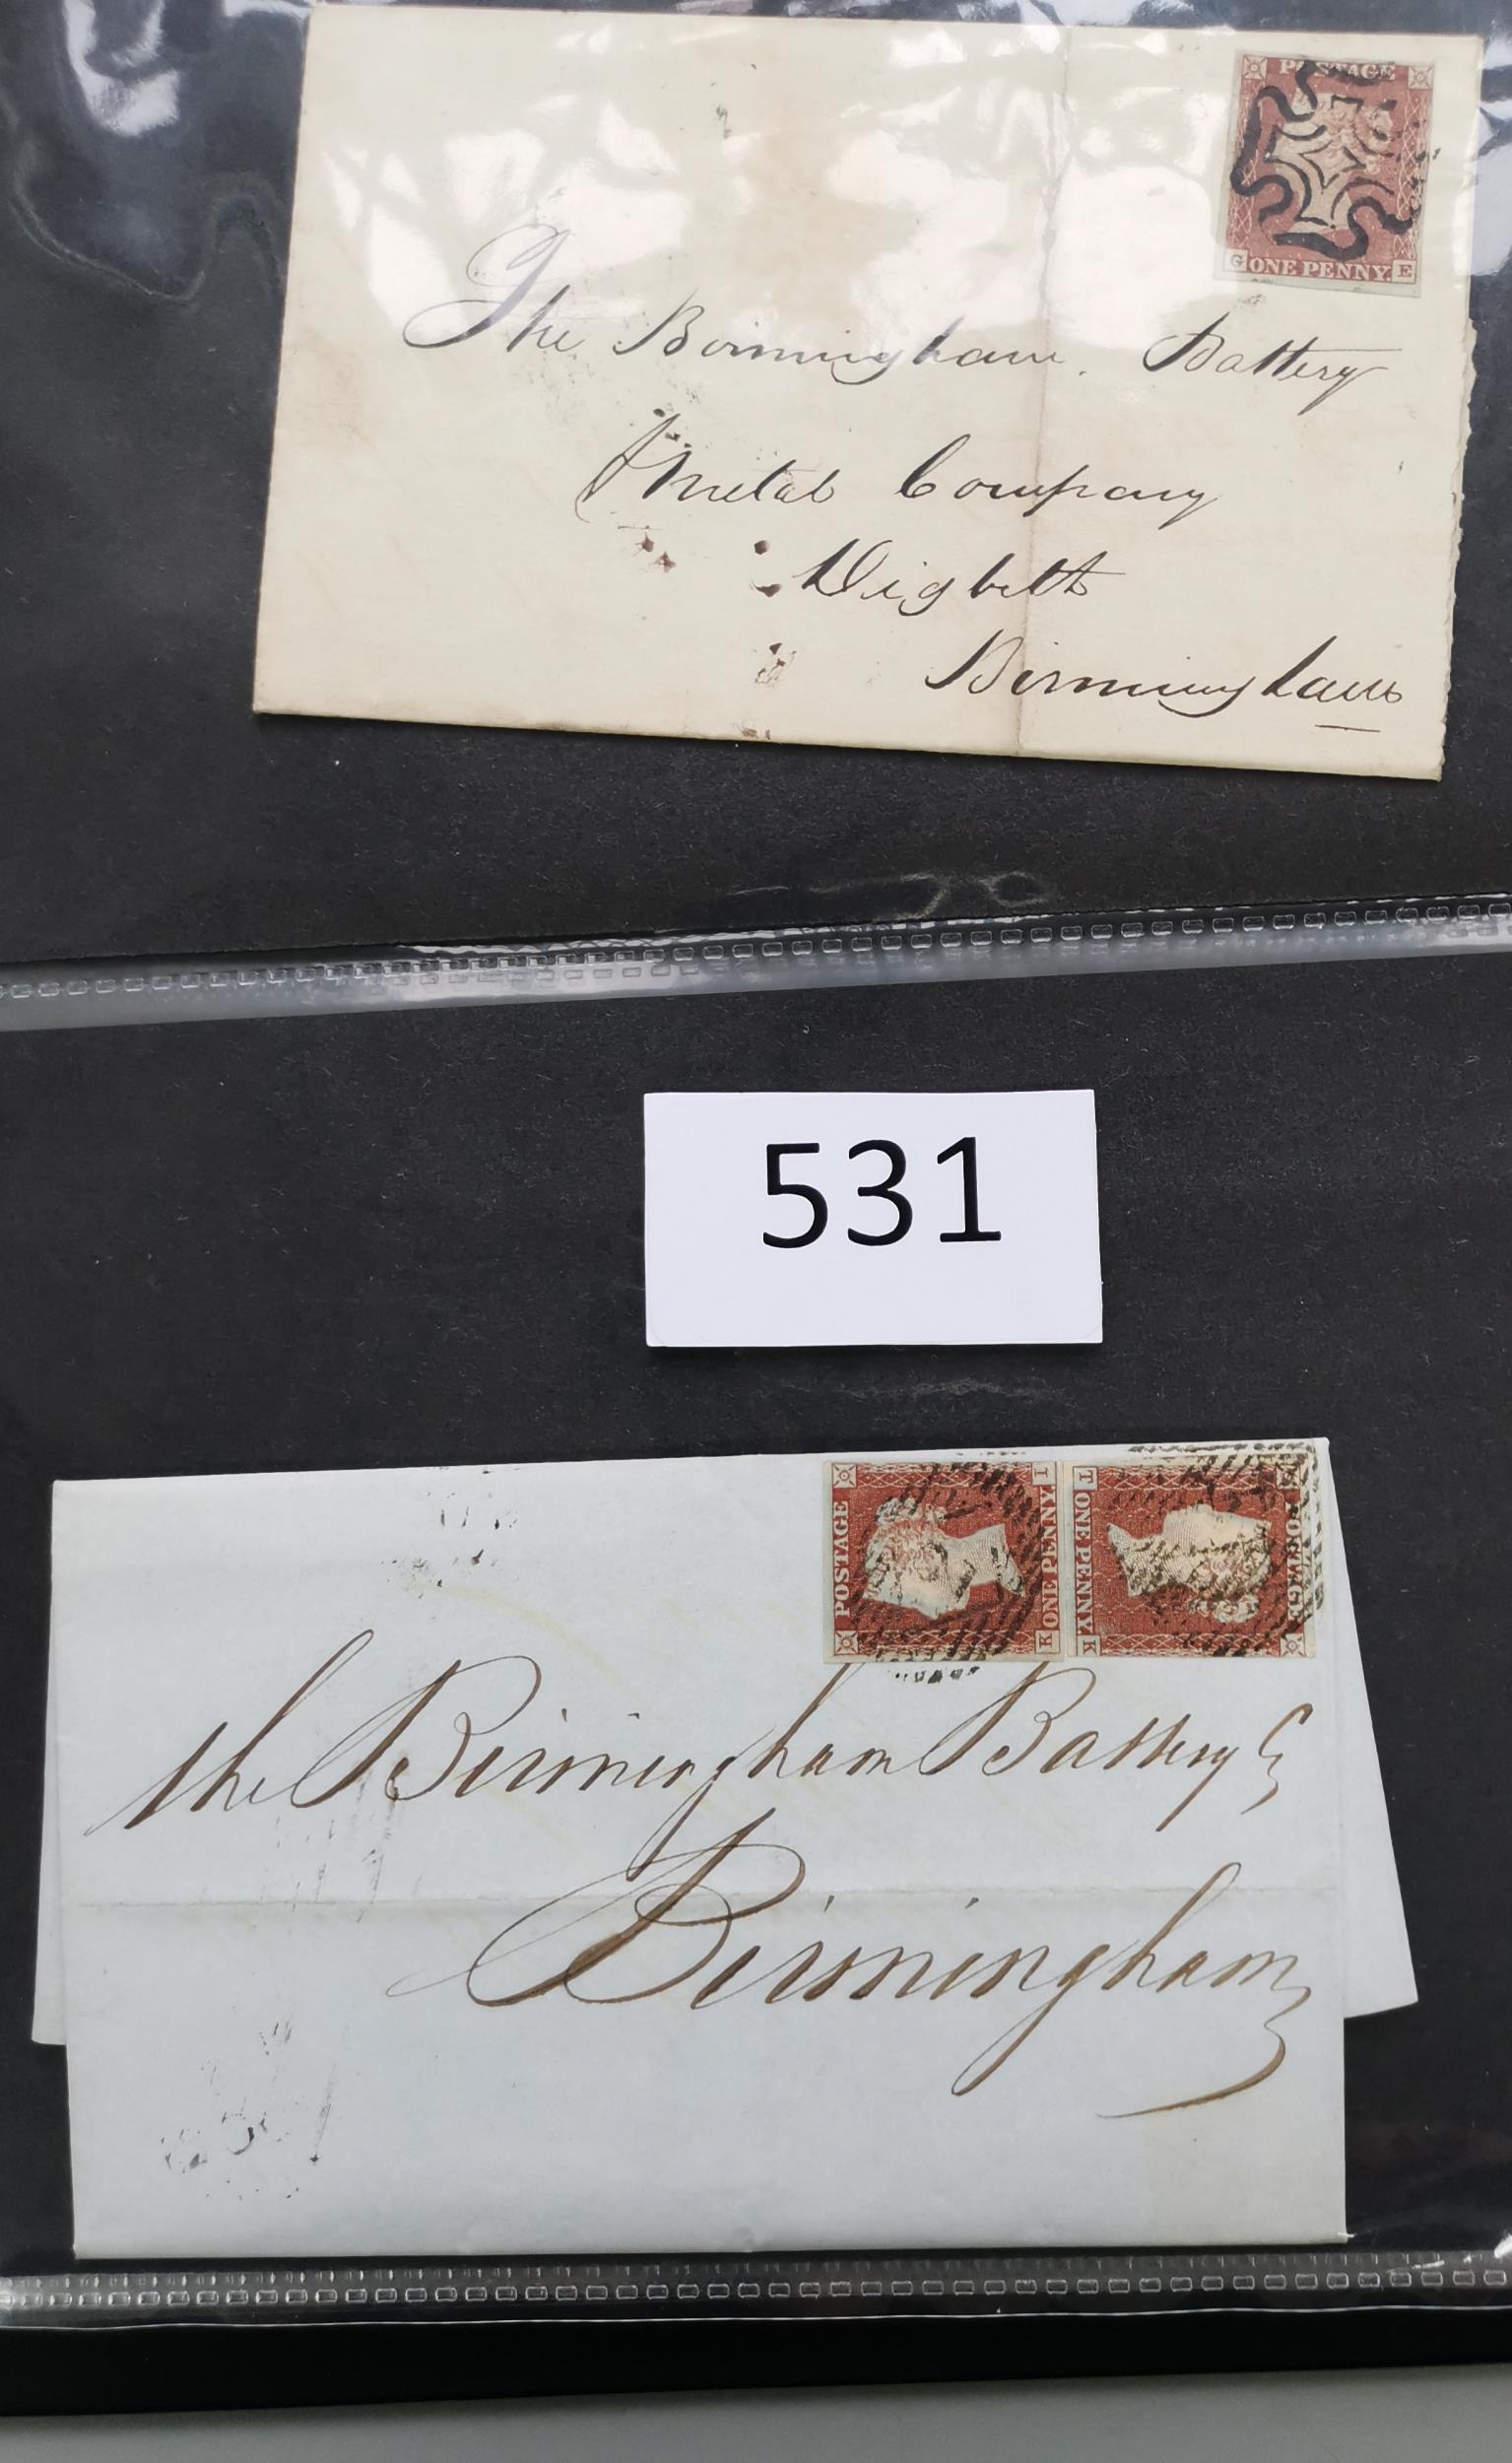 POSTAGE
G ONE PENNY. E
The Birmingham Battery
Metal Company
Digbeth
Birmingham
531
POSTAGE
K ONE PENNY. I
POSTAGE
T ONE PENNY K
the Birmingham Battery Co
Birmingham